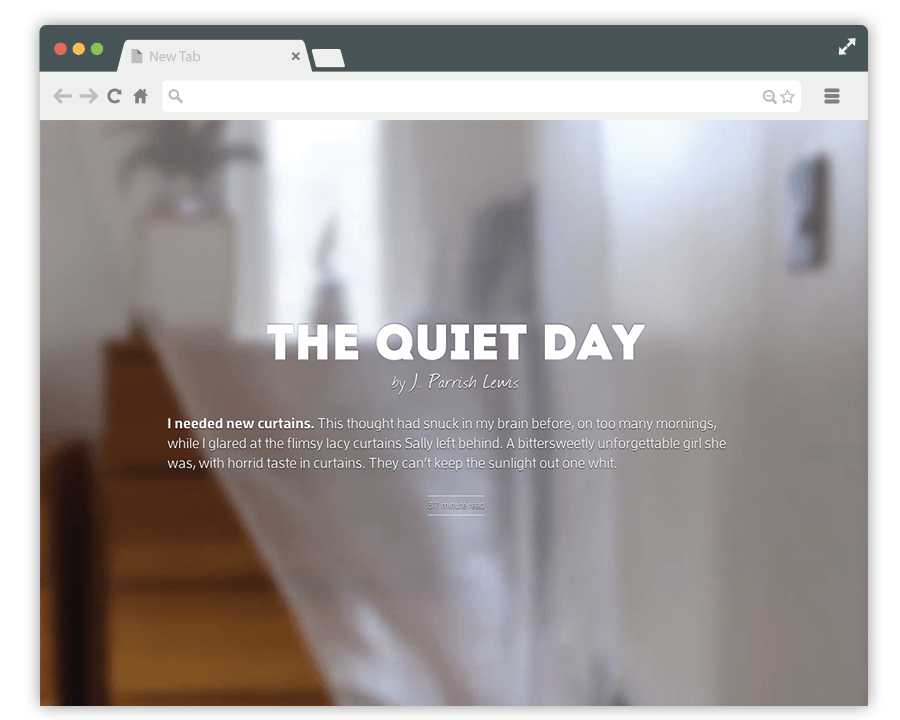 New Tab
THE QUIET DAY
by J. Parrish Lewis
I needed new curtains. This thought had snuck in my brain before, on too many mornings,
while I glared at the flimsy lacy curtains Sally left behind. A bittersweetly unforgettable girl she
was, with horrid taste in curtains. They can't keep the sunlight out one whit.
37 minute read